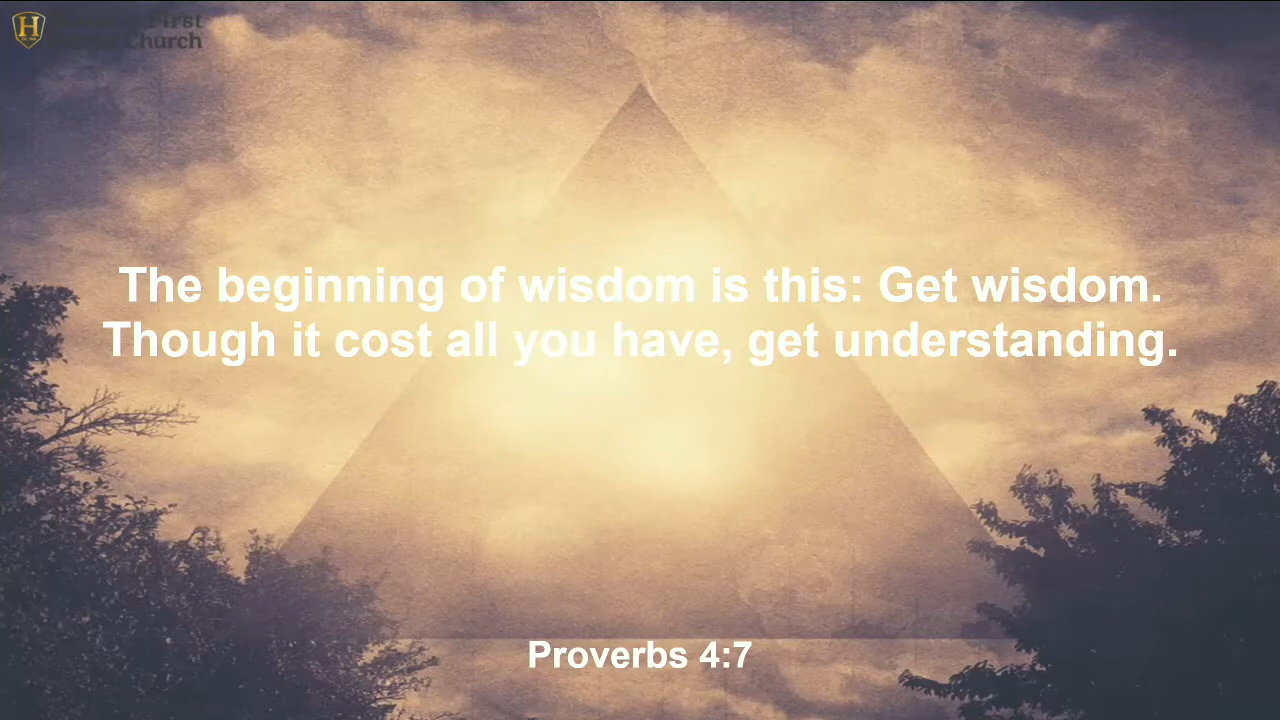 H
First
Church
The beginning of wisdom is this: Get wisdom.
Though it cost all you have, get understanding.
Proverbs 4:7